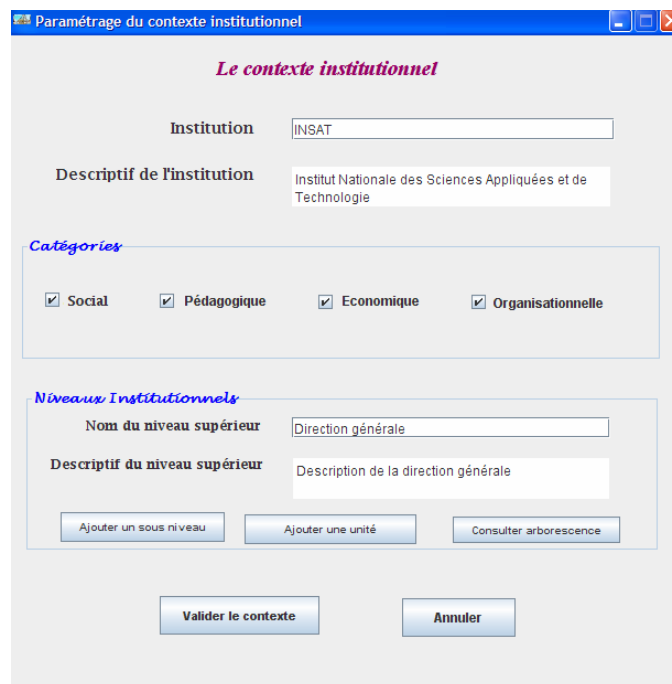 Paramétrage du contexte institutionnel
Le contexte institutionnel
Institution INSAT
Descriptif de l'institution Institut Nationale des Sciences Appliquées et de
Technologie
Catégories
Social Pédagogique Economique Organisationnelle
Niveaux Institutionnels
Nom du niveau supérieur Direction générale
Descriptif du niveau supérieur Description de la direction générale
Ajouter un sous niveau Ajouter une unité Consulter arborescence
Valider le contexte Annuler